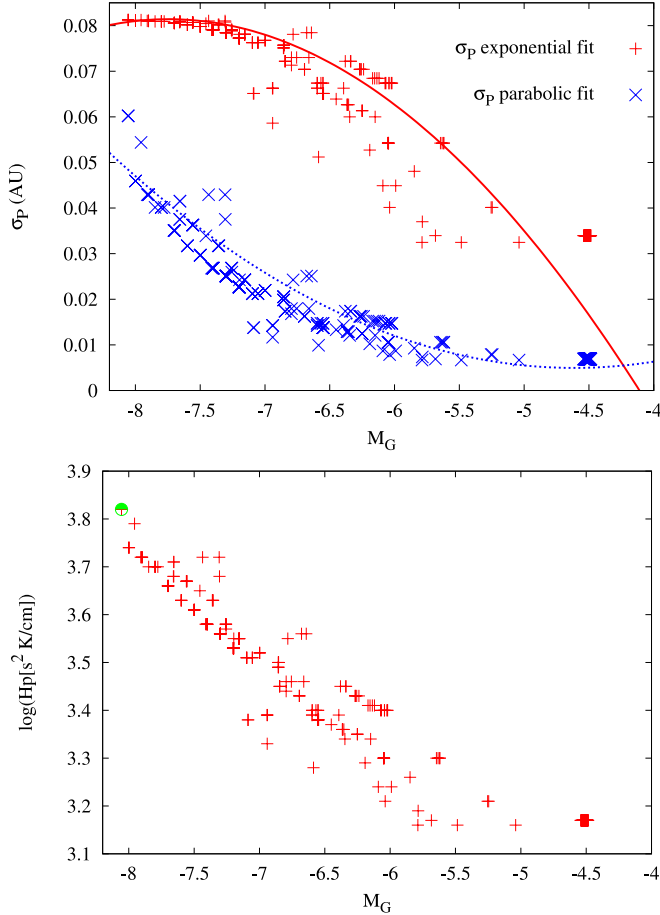 0.08
0.07
0.06
0.05
0.04
0.03
0.02
0.01
0
σP (AU)
σP exponential fit
σP parabolic fit
-8 -7.5 -7 -6.5 -6 -5.5 -5 -4.5 -4
MG
3.9
3.8
3.7
3.6
3.5
3.4
3.3
3.2
3.1
log(Hp[s² K/cm]
-8 -7.5 -7 -6.5 -6 -5.5 -5 -4.5 -4
MG